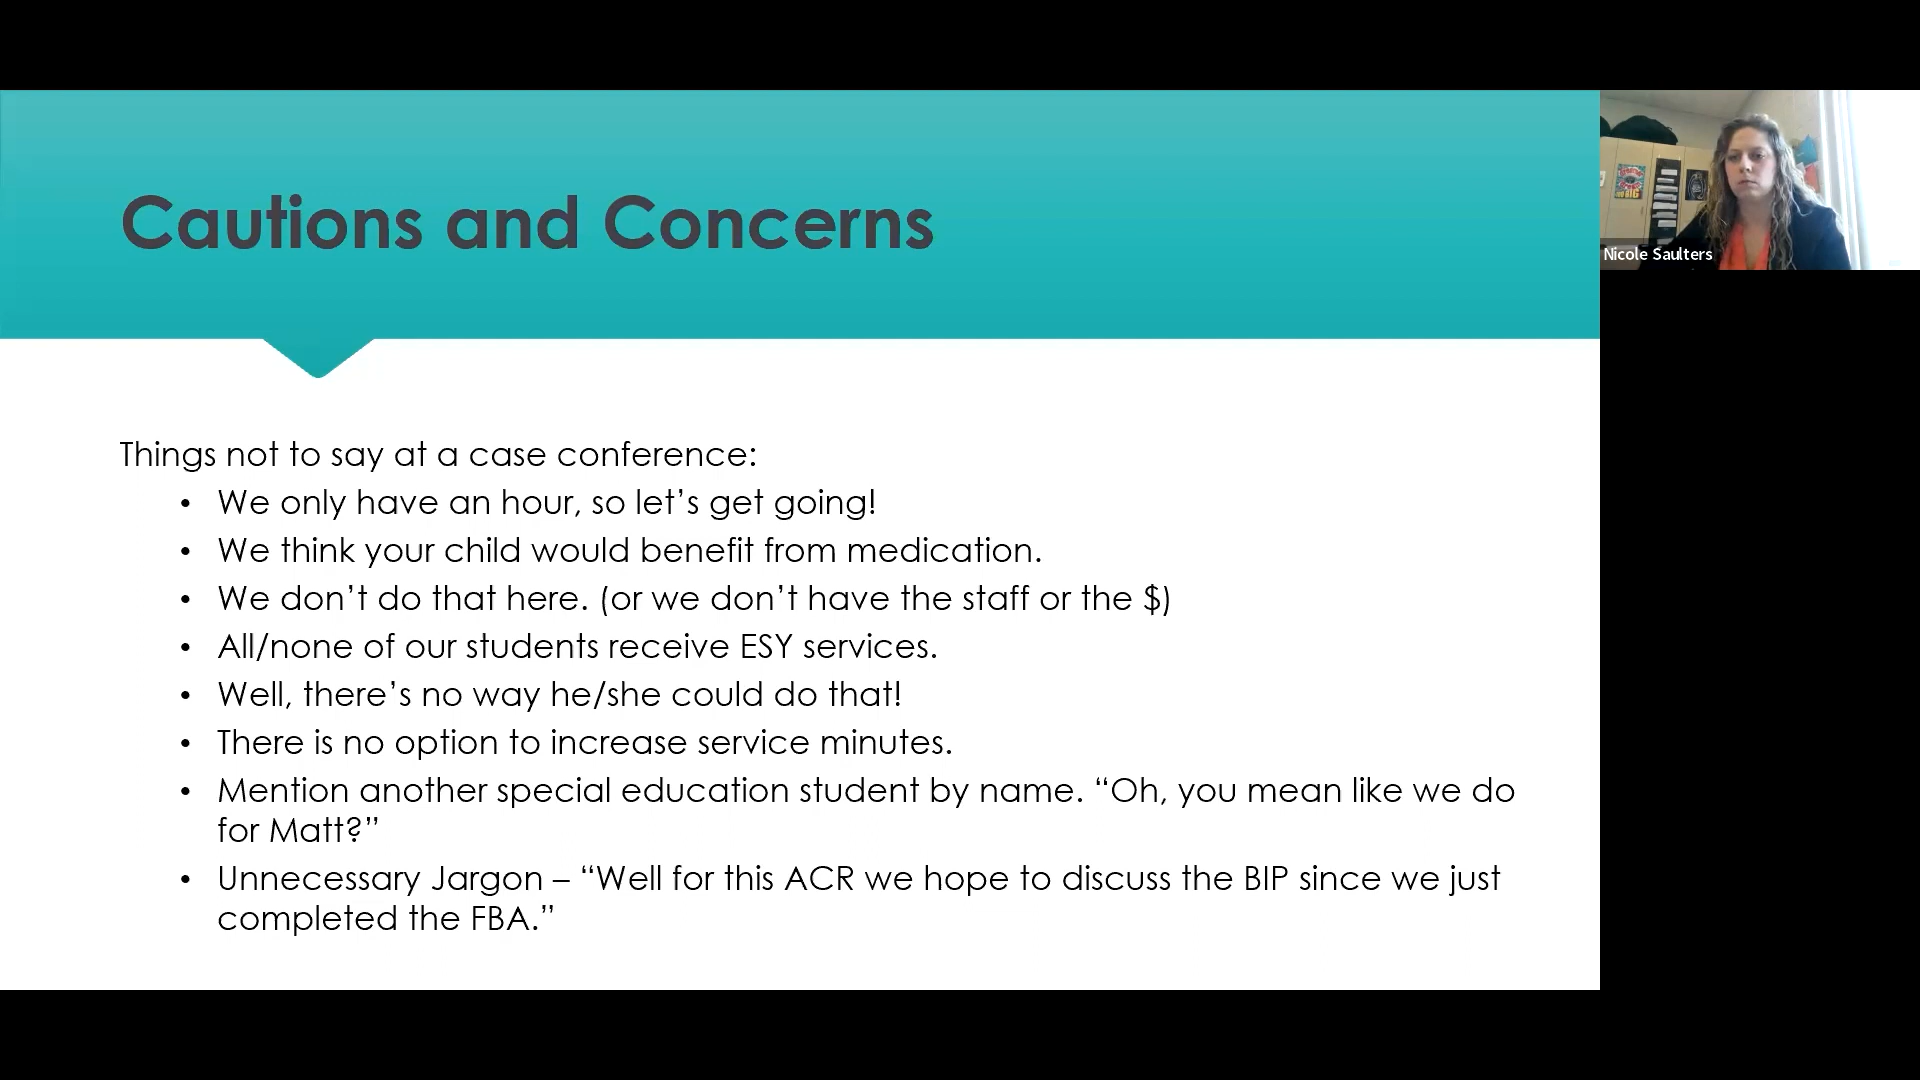 Cautions and Concerns
Nicole Saulters
Things not to say at a case conference:
• We only have an hour, so let’s get going!
• We think your child would benefit from medication.
• We don’t do that here. (or we don’t have the staff or the $)
• All/none of our students receive ESY services.
• Well, there’s no way he/she could do that!
• There is no option to increase service minutes.
• Mention another special education student by name. “Oh, you mean like we do
for Matt?”
• Unnecessary Jargon – “Well for this ACR we hope to discuss the BIP since we just
completed the FBA.”